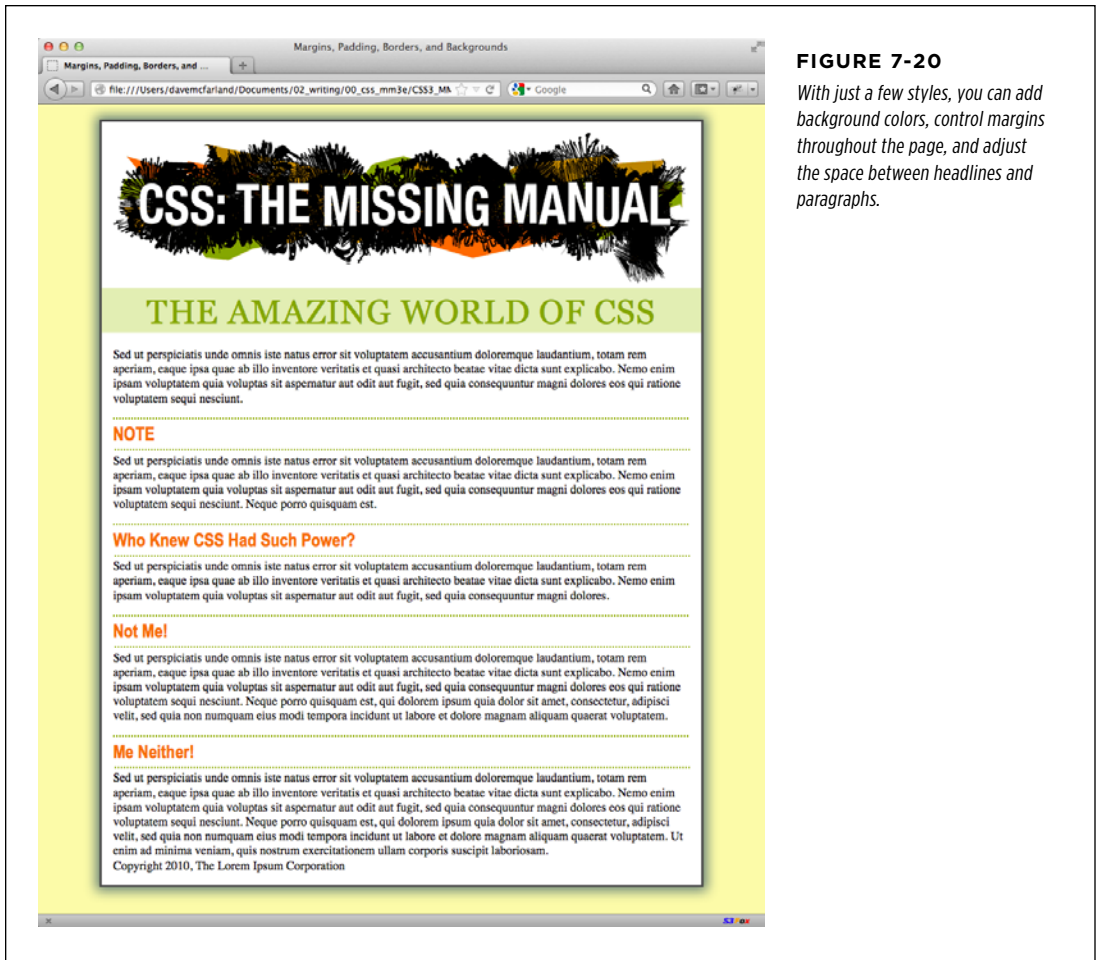 Margins, Padding, Borders, and Backgrounds
Margins, Padding, Borders, and ...
file:///Users/davemcfarland/Documents/02_writing/00_css_mm3e/CSS3_MM
Google
CSS: THE MISSING MANUAL
THE AMAZING WORLD OF CSS
Sed ut perspiciatis unde omnis iste natus error sit voluptatem accusantium doloremque laudantium, totam rem
aperiam, eaque ipsa quae ab illo inventore veritatis et quasi architecto beatae vitae dicta sunt explicabo. Nemo enim
ipsam voluptatem quia voluptas sit aspernatur aut odit aut fugit, sed quia consequuntur magni dolores eos qui ratione
voluptatem sequi nesciunt.
NOTE
Sed ut perspiciatis unde omnis iste natus error sit voluptatem accusantium doloremque laudantium, totam rem
aperiam, eaque ipsa quae ab illo inventore veritatis et quasi architecto beatae vitae dicta sunt explicabo. Nemo enim
ipsam voluptatem quia voluptas sit aspernatur aut odit aut fugit, sed quia consequuntur magni dolores eos qui ratione
voluptatem sequi nesciunt. Neque porro quisquam est.
Who Knew CSS Had Such Power?
Sed ut perspiciatis unde omnis iste natus error sit voluptatem accusantium doloremque laudantium, totam rem
aperiam, eaque ipsa quae ab illo inventore veritatis et quasi architecto beatae vitae dicta sunt explicabo. Nemo enim
ipsam voluptatem quia voluptas sit aspernatur aut odit aut fugit, sed quia consequuntur magni dolores.
Not Me!
Sed ut perspiciatis unde omnis iste natus error sit voluptatem accusantium doloremque laudantium, totam rem
aperiam, eaque ipsa quae ab illo inventore veritatis et quasi architecto beatae vitae dicta sunt explicabo. Nemo enim
ipsam voluptatem quia voluptas sit aspernatur aut odit aut fugit, sed quia consequuntur magni dolores eos qui ratione
voluptatem sequi nesciunt. Neque porro quisquam est, qui dolorem ipsum quia dolor sit amet, consectetur, adipisci
velit, sed quia non numquam eius modi tempora incidunt ut labore et dolore magnam aliquam quaerat voluptatem.
Me Neither!
Sed ut perspiciatis unde omnis iste natus error sit voluptatem accusantium doloremque laudantium, totam rem
aperiam, eaque ipsa quae ab illo inventore veritatis et quasi architecto beatae vitae dicta sunt explicabo. Nemo enim
ipsam voluptatem quia voluptas sit aspernatur aut odit aut fugit, sed quia consequuntur magni dolores eos qui ratione
voluptatem sequi nesciunt. Neque porro quisquam est, qui dolorem ipsum quia dolor sit amet, consectetur, adipisci
velit, sed quia non numquam eius modi tempora incidunt ut labore et dolore magnam aliquam quaerat voluptatem. Ut
enim ad minima veniam, quis nostrum exercitationem ullam corporis suscipit laboriosam.
Copyright 2010, The Lorem Ipsum Corporation
FIGURE 7-20
With just a few styles, you can add
background colors, control margins
throughout the page, and adjust
the space between headlines and
paragraphs.